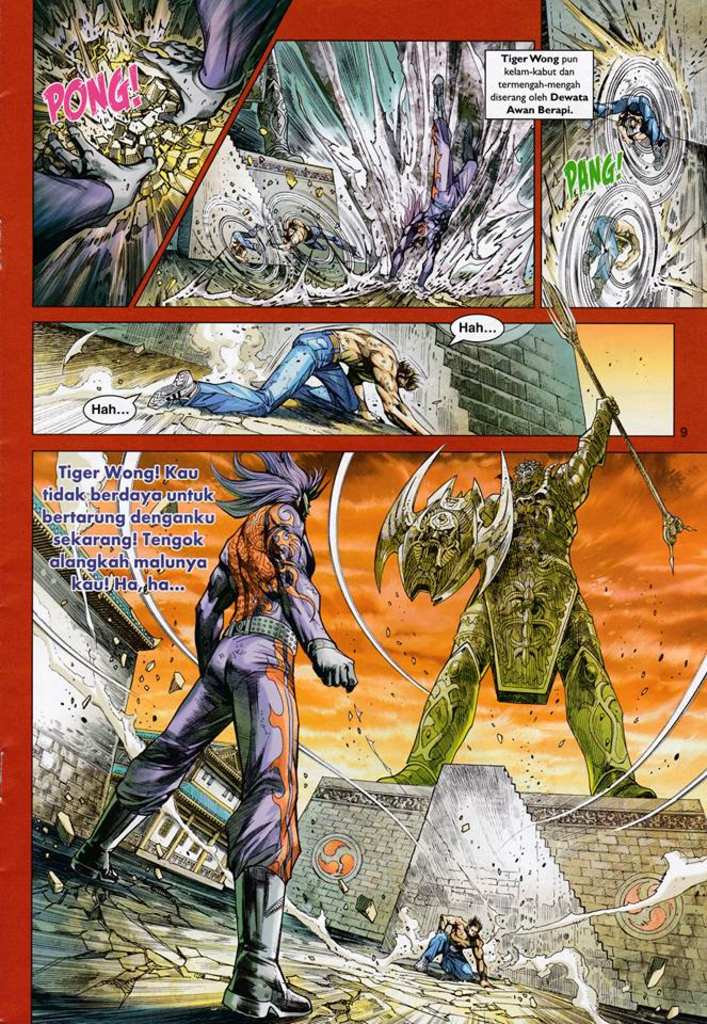 PONG!
Tiger Wong pun
kelam-kabut dan
termengah-mengah
diserang oleh Dewata
Awan Berapi.
PANG!
Hah...
Hah...
9
Tiger Wong! Kau
tidak berdaya untuk
bertarung denganku
sekarang! Tengok
alangkah malunya
kau! Ha, ha...